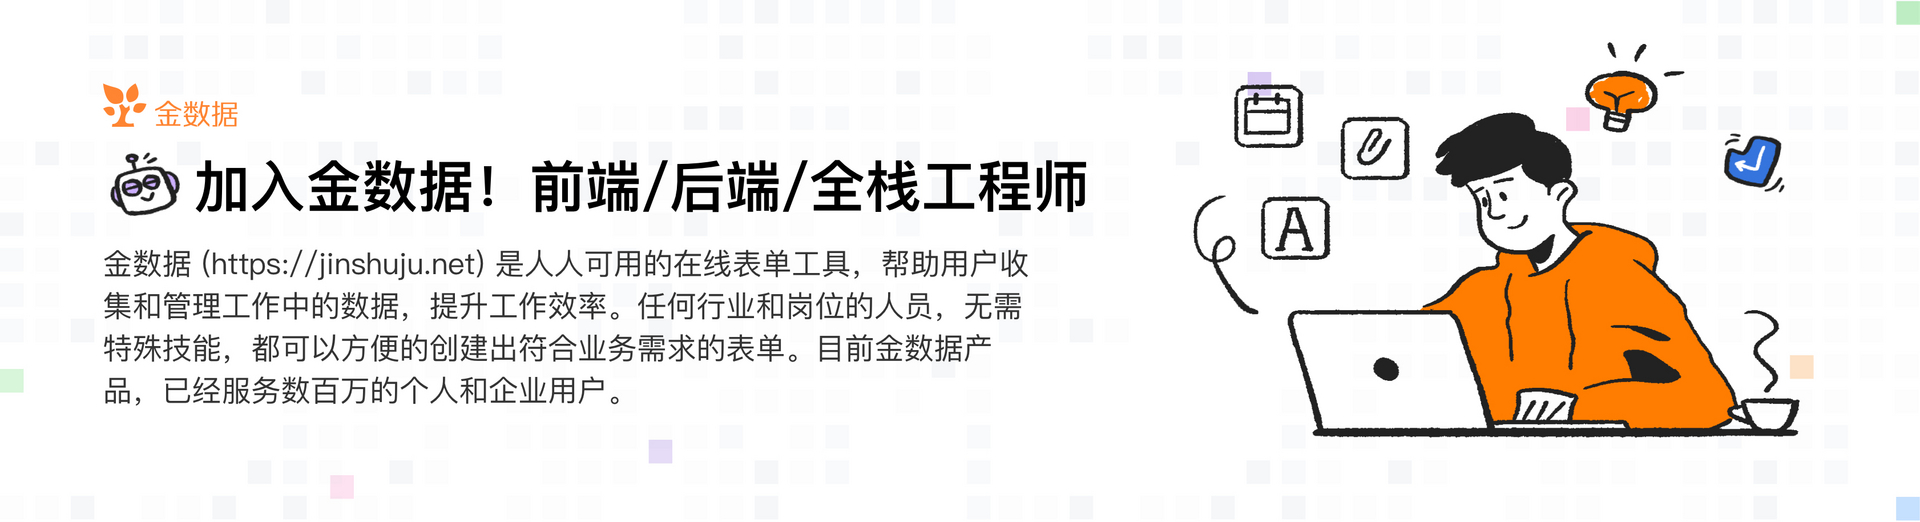 金数据
加入金数据！前端/后端/全栈工程师
金数据 (https://jinshuju.net) 是人人可用的在线表单工具，帮助用户收
集和管理工作中的数据，提升工作效率。任何行业和岗位的人员，无需
特殊技能，都可以方便的创建出符合业务需求的表单。目前金数据产
品，已经服务数百万的个人和企业用户。
A